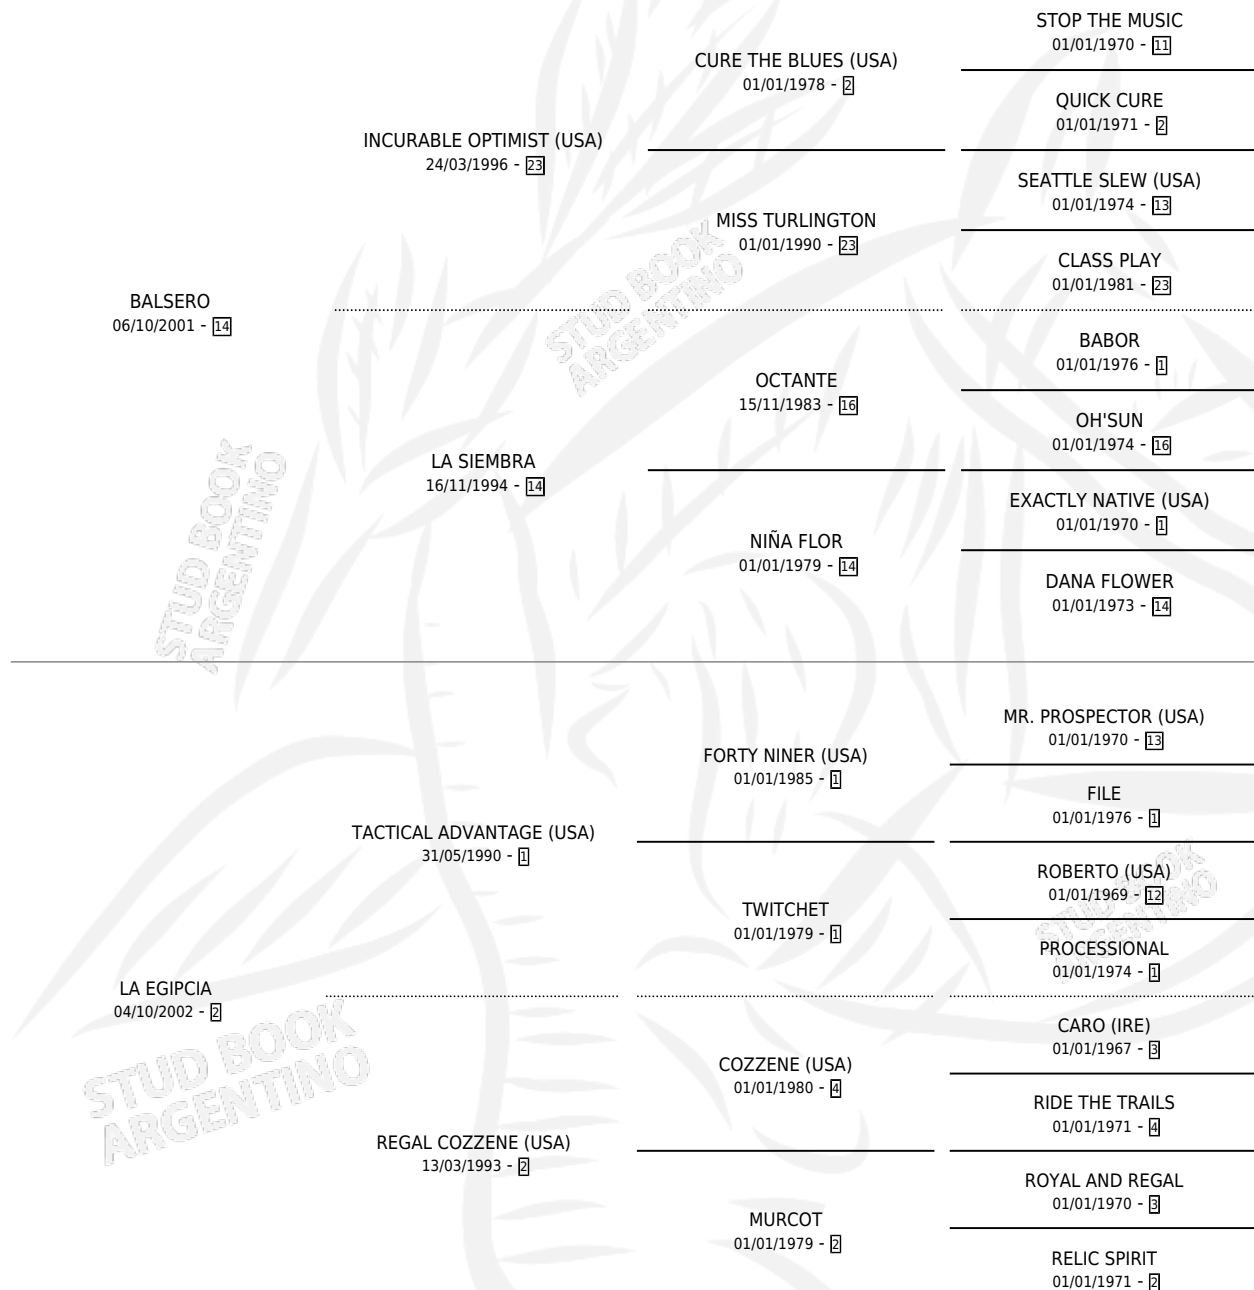 STOP THE MUSIC
01/01/1970 - 11
CURE THE BLUES (USA)
01/01/1978 - 2
QUICK CURE
01/01/1971 - 2
INCURABLE OPTIMIST (USA)
24/03/1996 - 23
SEATTLE SLEW (USA)
01/01/1974 - 13
MISS TURLINGTON
01/01/1990 - 23
CLASS PLAY
01/01/1981 - 23
BALSERO
06/10/2001 - 14
BABOR
01/01/1976 - 1
OCTANTE
15/11/1983 - 16
OH'SUN
01/01/1974 - 16
LA SIEMBRA
16/11/1994 - 14
EXACTLY NATIVE (USA)
01/01/1970 - 1
NIÑA FLOR
01/01/1979 - 14
DANA FLOWER
01/01/1973 - 14
MR. PROSPECTOR (USA)
01/01/1970 - 13
FORTY NINER (USA)
01/01/1985 - 1
FILE
01/01/1976 - 1
TACTICAL ADVANTAGE (USA)
31/05/1990 - 1
ROBERTO (USA)
01/01/1969 - 12
TWITCHET
01/01/1979 - 1
PROCESSIONAL
01/01/1974 - 1
LA EGIPCIA
04/10/2002 - 2
CARO (IRE)
01/01/1967 - 3
COZZENE (USA)
01/01/1980 - 4
RIDE THE TRAILS
01/01/1971 - 4
REGAL COZZENE (USA)
13/03/1993 - 2
ROYAL AND REGAL
01/01/1970 - 3
MURCOT
01/01/1979 - 2
RELIC SPIRIT
01/01/1971 - 2
STUD BOOK
ARGENTINO
STUD BOOK
ARGENTINO
STUD BOOK
ARGENTINO
STUD BOOK
ARGENTINO